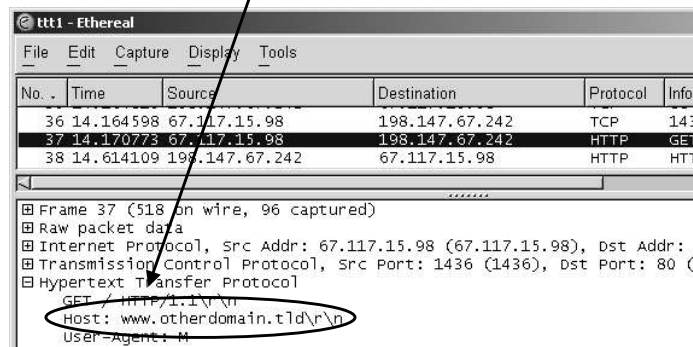 ttt1 - Ethereal
File Edit Capture Display Tools
No. . Time Source Destination Protocol Info
36 14.164598 67.117.15.98 198.147.67.242 TCP 143
37 14.170773 67.117.15.98 198.147.67.242 HTTP GET
38 14.614109 198.147.67.242 67.117.15.98 HTTP HTT
Frame 37 (518 on wire, 96 captured)
Raw packet data
Internet Protocol, Src Addr: 67.117.15.98 (67.117.15.98), Dst Addr:
Transmission Control Protocol, Src Port: 1436 (1436), Dst Port: 80 (
Hypertext Transfer Protocol
GET / HTTP/1.1\r\n
Host: www.otherdomain.tld\r\n
User-Agent: M